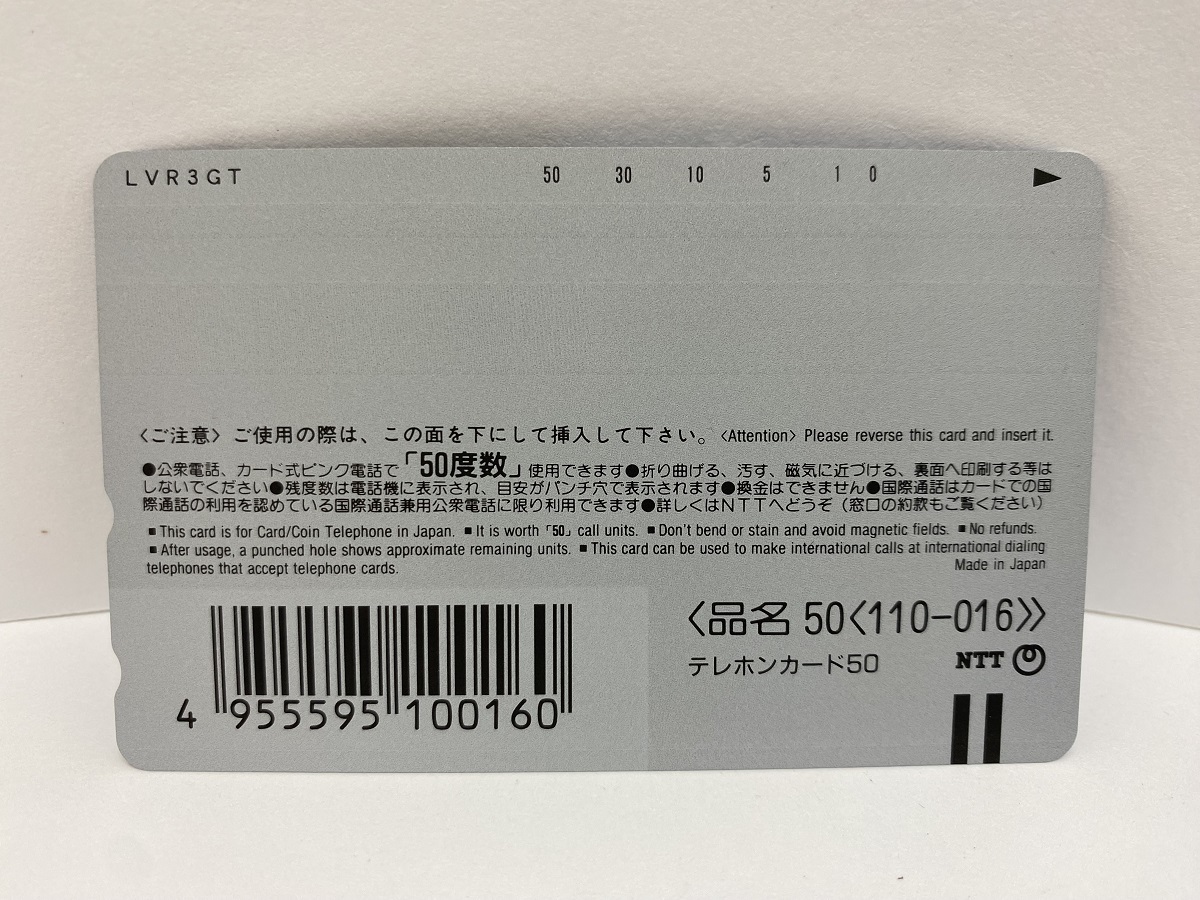 LVR3GT 50 30 10 5 1 0 ▶
〈ご注意〉ご使用の際は、この面を下にして挿入して下さい。〈Attention〉Please reverse this card and insert it.
●公衆電話、カード式ピンク電話で「50度数」使用できます●折り曲げる、汚す、磁気に近づける、裏面へ印刷する等は
しないでください●残度数は電話機に表示され、目安がパンチ穴で表示されます●換金はできません●国際通話はカードでの国
際通話の利用を認めている国際通話兼用公衆電話に限り利用できます●詳しくはNTTへどうぞ（窓口の約款もご覧ください）
■This card is for Card/Coin Telephone in Japan. ■It is worth「50」call units. ■Don't bend or stain and avoid magnetic fields. ■No refunds.
■After usage, a punched hole shows approximate remaining units. ■This card can be used to make international calls at international dialing
telephones that accept telephone cards. Made in Japan
〈品名 50〈110-016〉〉
テレホンカード50 NTT
4 955595 100160